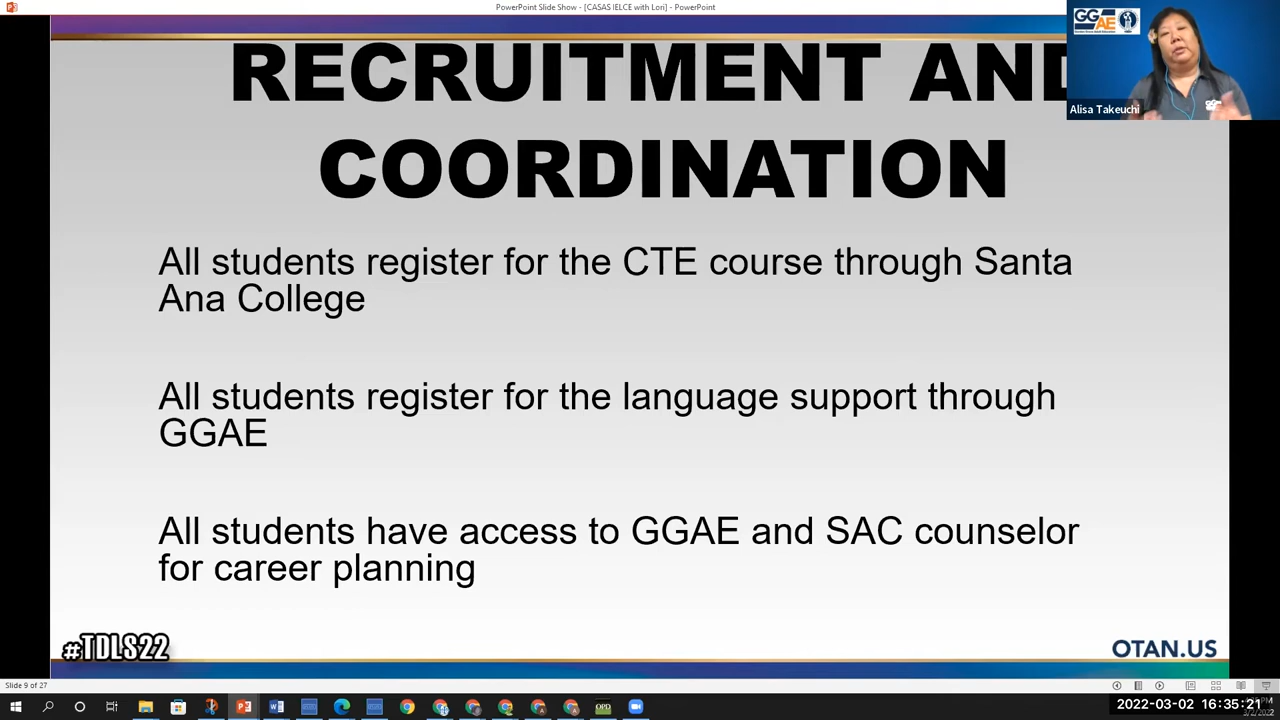 PowerPoint Slide Show - [CASAS IELCE with Lori] - PowerPoint
RECRUITMENT AND
COORDINATION
GG
AE
Alisa Takeuchi
All students register for the CTE course through Santa
Ana College
All students register for the language support through
GGAE
All students have access to GGAE and SAC counselor
for career planning
#TDLS22
OTAN.US
Slide 9 of 27
OPD
2022-03-02 16:35:21